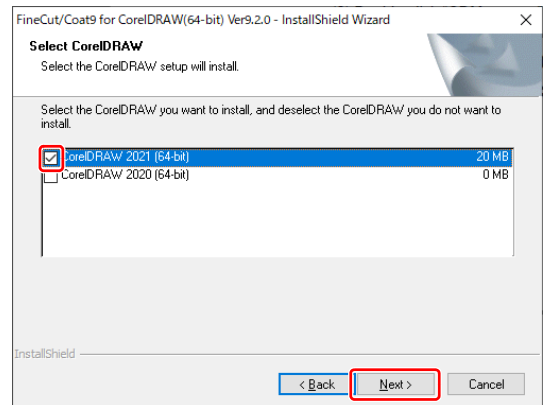 FineCut/Coat9 for CorelDRAW(64-bit) Ver9.2.0 - InstallShield Wizard
Select CorelDRAW
Select the CorelDRAW setup will install.
Select the CorelDRAW you want to install, and deselect the CorelDRAW you do not want to
install.
CorelDRAW 2021 (64-bit) 20 MB
CorelDRAW 2020 (64-bit) 0 MB
InstallShield
< Back Next > Cancel